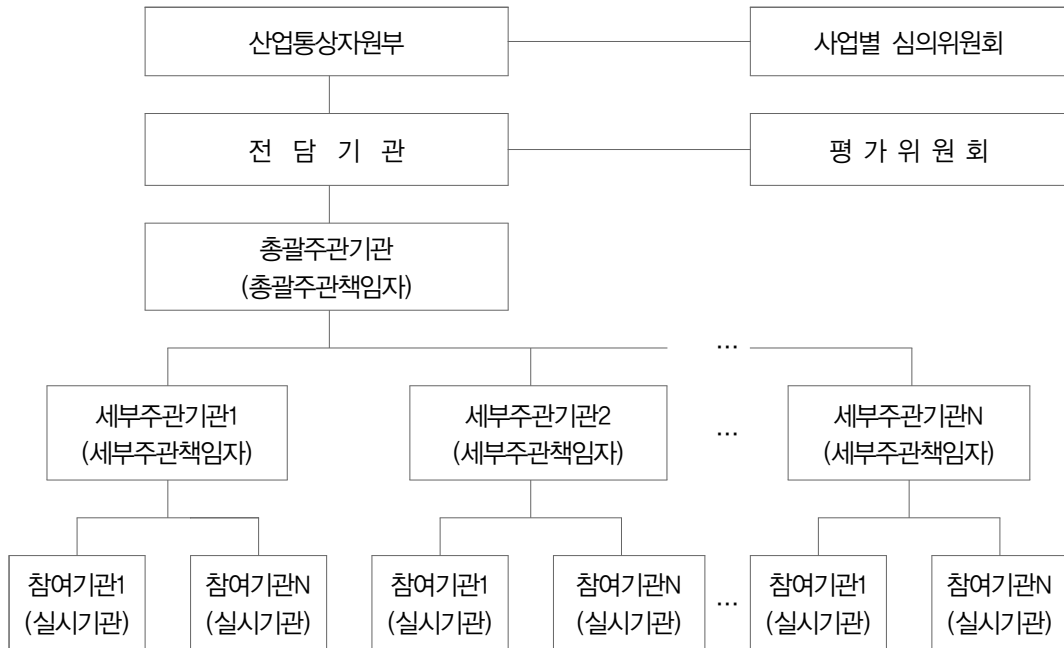 산업통상자원부
사업별 심의위원회
전 담 기 관
평 가 위 원 회
총괄주관기관
(총괄주관책임자)
...
세부주관기관1
(세부주관책임자)
세부주관기관2
(세부주관책임자)
...
세부주관기관N
(세부주관책임자)
참여기관1
(실시기관)
참여기관N
(실시기관)
참여기관1
(실시기관)
참여기관N
(실시기관)
...
참여기관1
(실시기관)
참여기관N
(실시기관)